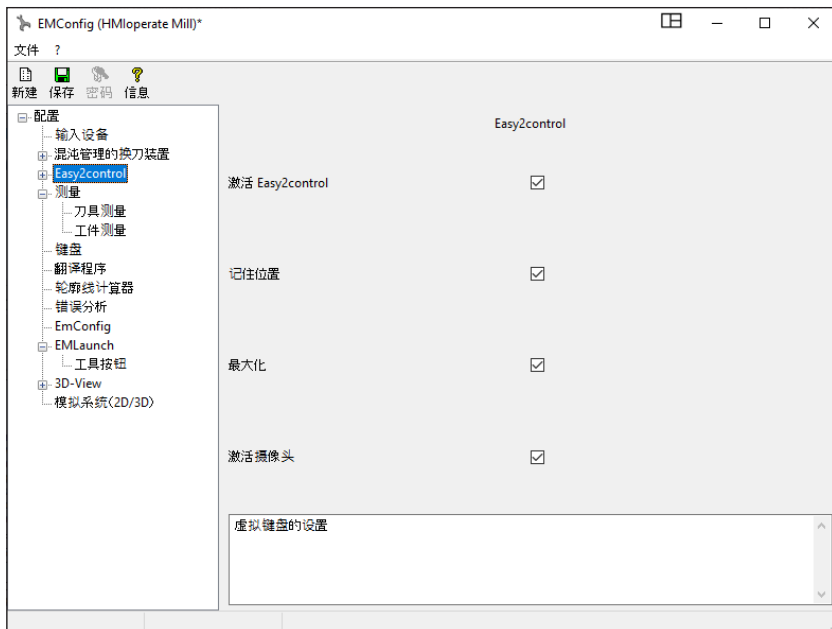 EMConfig (HMIoperate Mill)*
文件 ?
新建 保存 密码 信息
配置
输入设备
混沌管理的换刀装置
Easy2control
测量
刀具测量
工件测量
键盘
翻译程序
轮廓线计算器
错误分析
EmConfig
EMLaunch
工具按钮
3D-View
模拟系统(2D/3D)
Easy2control
激活 Easy2control
记住位置
最大化
激活摄像头
虚拟键盘的设置